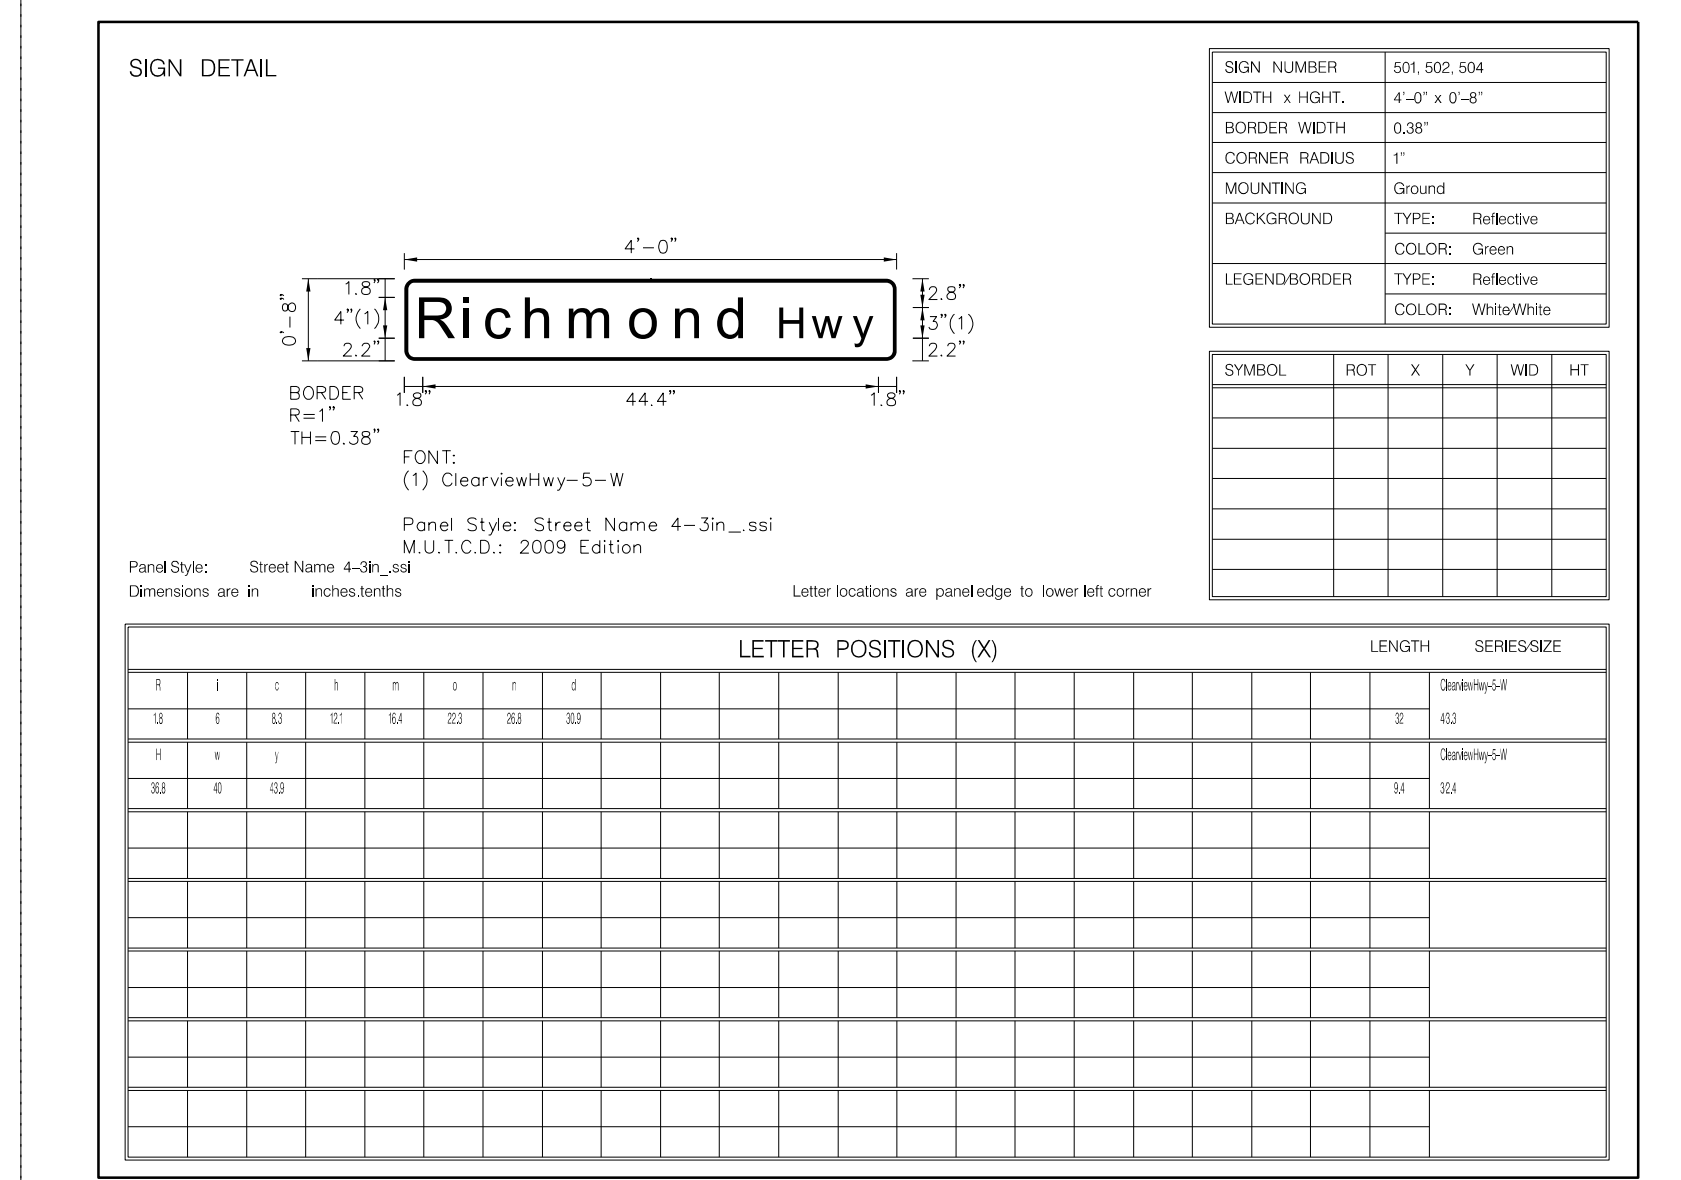 SIGN DETAIL
SIGN NUMBER 501, 502, 504
WIDTH x HGHT. 4'–0" x 0'–8"
BORDER WIDTH 0.38"
CORNER RADIUS 1"
MOUNTING Ground
BACKGROUND TYPE: Reflective
COLOR: Green
LEGEND/BORDER TYPE: Reflective
COLOR: White/White
4'–0"
0'–8"
1.8"
4"(1)
2.2"
Richmond Hwy
2.8"
3"(1)
2.2"
1.8" 44.4" 1.8"
BORDER
R=1"
TH=0.38"
FONT:
(1) ClearviewHwy–5–W
Panel Style: Street Name 4–3in_.ssi
M.U.T.C.D.: 2009 Edition
SYMBOL ROT X Y WID HT
Panel Style: Street Name 4–3in_.ssi
Dimensions are in inches.tenths
Letter locations are panel edge to lower left corner
LETTER POSITIONS (X) LENGTH SERIES/SIZE
R i c h m o n d ClearviewHwy–5–W
1.8 6 8.3 12.1 16.4 22.3 26.8 30.9 32 43.3
H w y ClearviewHwy–5–W
36.8 40 43.9 9.4 32.4